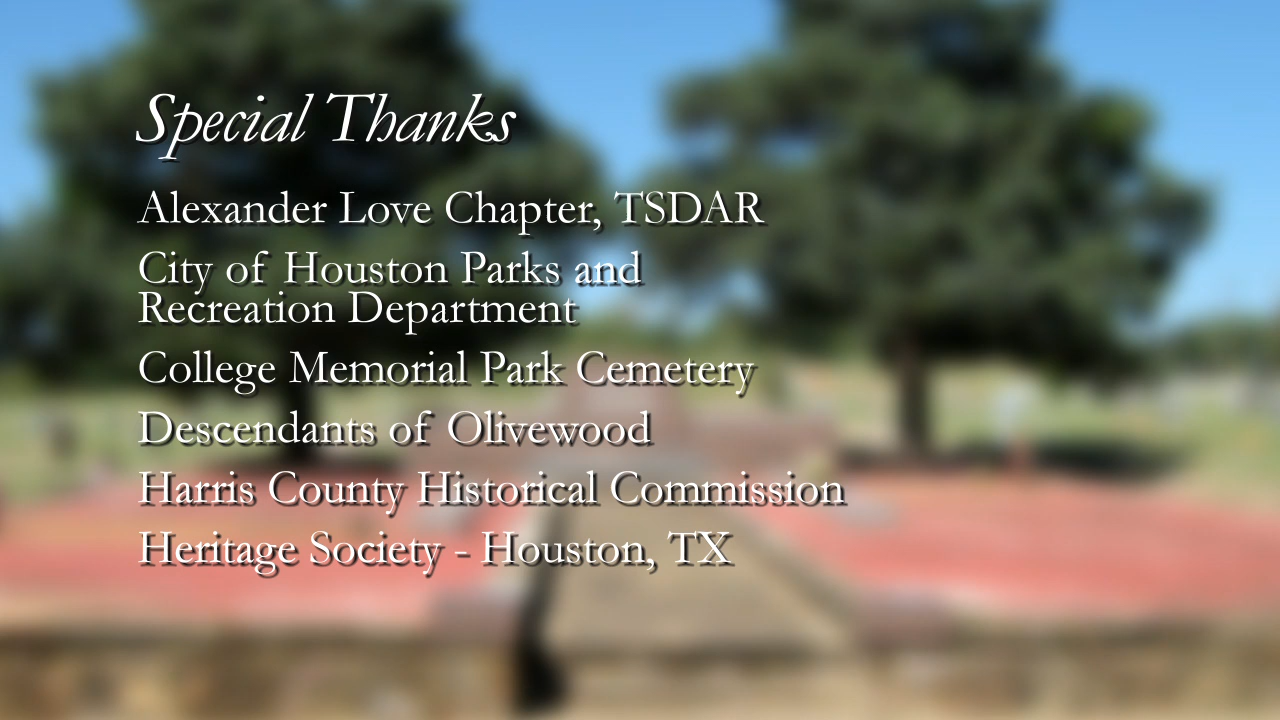 Special Thanks
Alexander Love Chapter, TSDAR
City of Houston Parks and
Recreation Department
College Memorial Park Cemetery
Descendants of Olivewood
Harris County Historical Commission
Heritage Society - Houston, TX